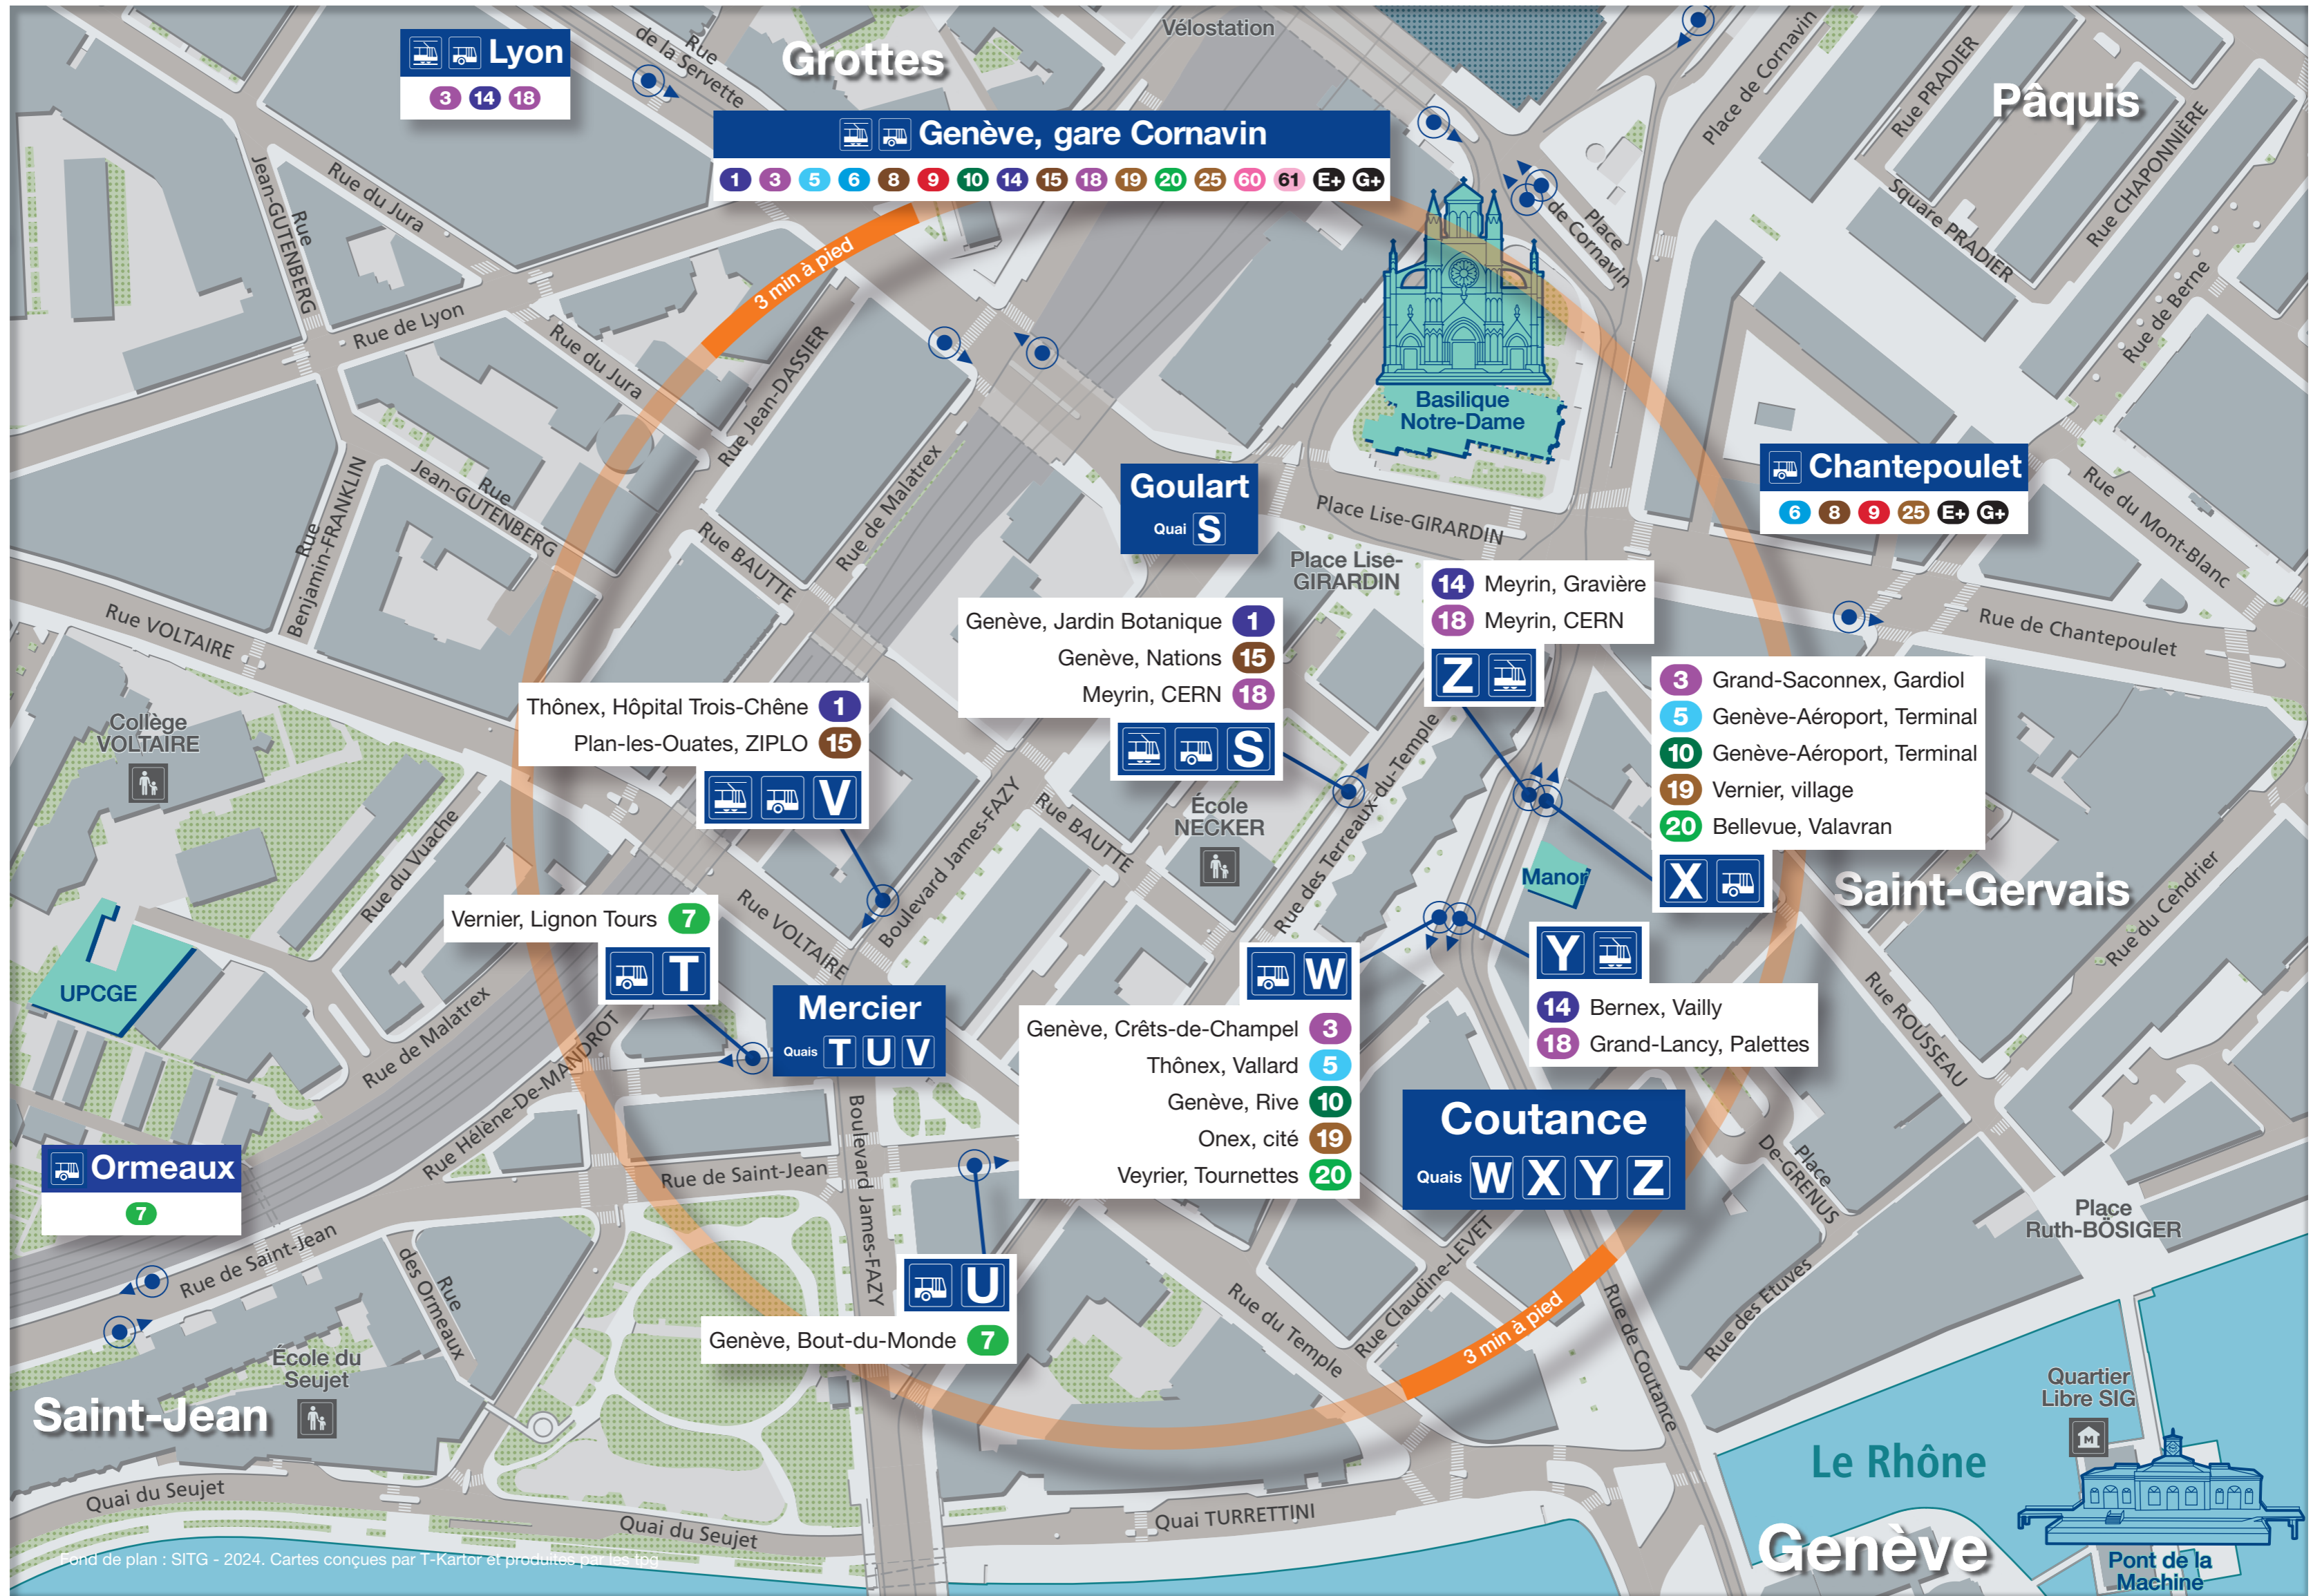 Vélostation
Grottes
Pâquis
Lyon
3 14 18
Rue
de la Servette
Place de Cornavin
Rue PRADIER
Rue CHAPONNIÈRE
Square PRADIER
Rue de Berne
Genève, gare Cornavin
1 3 5 6 8 9 10 14 15 18 19 20 25 60 61 E+ G+
Place
de Cornavin
Rue du Jura
Rue
Jean-GUTENBERG
3 min à pied
Rue de Lyon
Rue du Jura
Rue Jean-DASSIER
Basilique
Notre-Dame
Chantepoulet
6 8 9 25 E+ G+
Rue du Mont-Blanc
Goulart
Quai S
Place Lise-GIRARDIN
Place Lise-
GIRARDIN
Rue de Malatrex
Rue BAUTTE
Rue
Jean-GUTENBERG
Rue
Benjamin-FRANKLIN
Rue VOLTAIRE
Rue de Chantepoulet
14 Meyrin, Gravière
18 Meyrin, CERN
Z
Genève, Jardin Botanique 1
Genève, Nations 15
Meyrin, CERN 18
S
3 Grand-Saconnex, Gardiol
5 Genève-Aéroport, Terminal
10 Genève-Aéroport, Terminal
19 Vernier, village
20 Bellevue, Valavran
X
Thônex, Hôpital Trois-Chêne 1
Plan-les-Ouates, ZIPLO 15
V
Collège
VOLTAIRE
Rue du Vuache
Boulevard James-FAZY
Rue BAUTTE
École
NECKER
Rue des Terreaux-du-Temple
Manor
Saint-Gervais
Rue du Cendrier
Rue ROUSSEAU
Vernier, Lignon Tours 7
T
Rue VOLTAIRE
UPCGE
Rue de Malatrex
Rue Hélène-De-MANDROT
Mercier
Quais T U V
W
Genève, Crêts-de-Champel 3
Thônex, Vallard 5
Genève, Rive 10
Onex, cité 19
Veyrier, Tournettes 20
Y
14 Bernex, Vailly
18 Grand-Lancy, Palettes
Coutance
Quais W X Y Z
Place
De-GRENUS
Place
Ruth-BÖSIGER
Ormeaux
7
Rue de Saint-Jean
Rue de Saint-Jean
Boulevard James-FAZY
Rue
des Ormeaux
U
Genève, Bout-du-Monde 7
Rue du Temple
Rue Claudine-LEVET
3 min à pied
Rue de Coutance
Rue des Etuves
École du
Seujet
Saint-Jean
Quartier
Libre SIG
M
Le Rhône
Quai du Seujet
Quai du Seujet
Quai TURRETTINI
Genève
Pont de la
Machine
Fond de plan : SITG - 2024. Cartes conçues par T-Kartor et produites par les tpg